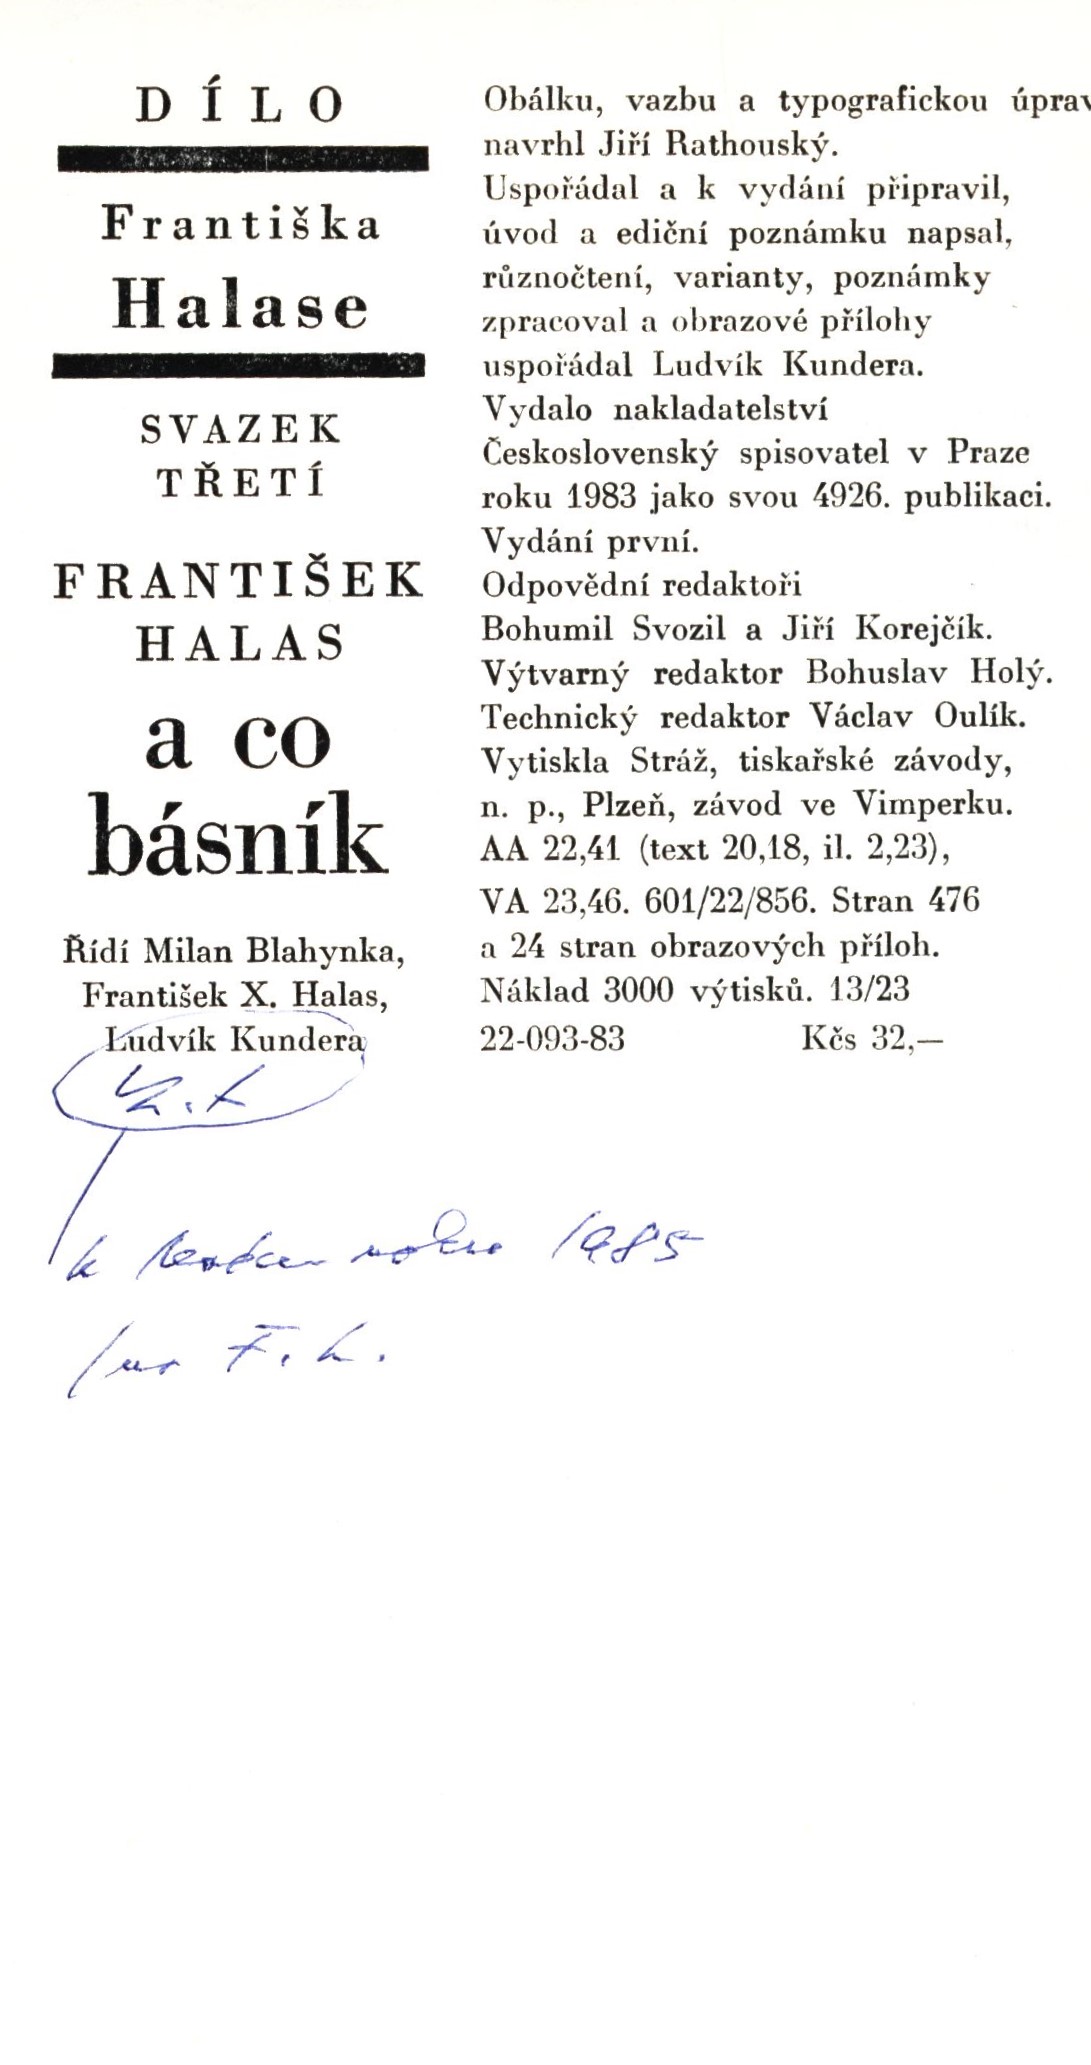 DÍLO
Františka
Halase
SVAZEK
TŘETÍ
FRANTIŠEK
HALAS
a co
básník
Řídí Milan Blahynka,
František X. Halas,
Ludvík Kundera
k roku 1985
F. L.
Obálku, vazbu a typografickou úprav
navrhl Jiří Rathouský.
Uspořádal a k vydání připravil,
úvod a ediční poznámku napsal,
různočtení, varianty, poznámky
zpracoval a obrazové přílohy
uspořádal Ludvík Kundera.
Vydalo nakladatelství
Československý spisovatel v Praze
roku 1983 jako svou 4926. publikaci.
Vydání první.
Odpovědní redaktoři
Bohumil Svozil a Jiří Korejčík.
Výtvarný redaktor Bohuslav Holý.
Technický redaktor Václav Oulík.
Vytiskla Stráž, tiskařské závody,
n. p., Plzeň, závod ve Vimperku.
AA 22,41 (text 20,18, il. 2,23),
VA 23,46. 601/22/856. Stran 476
a 24 stran obrazových příloh.
Náklad 3000 výtisků. 13/23
22-093-83 Kčs 32,—